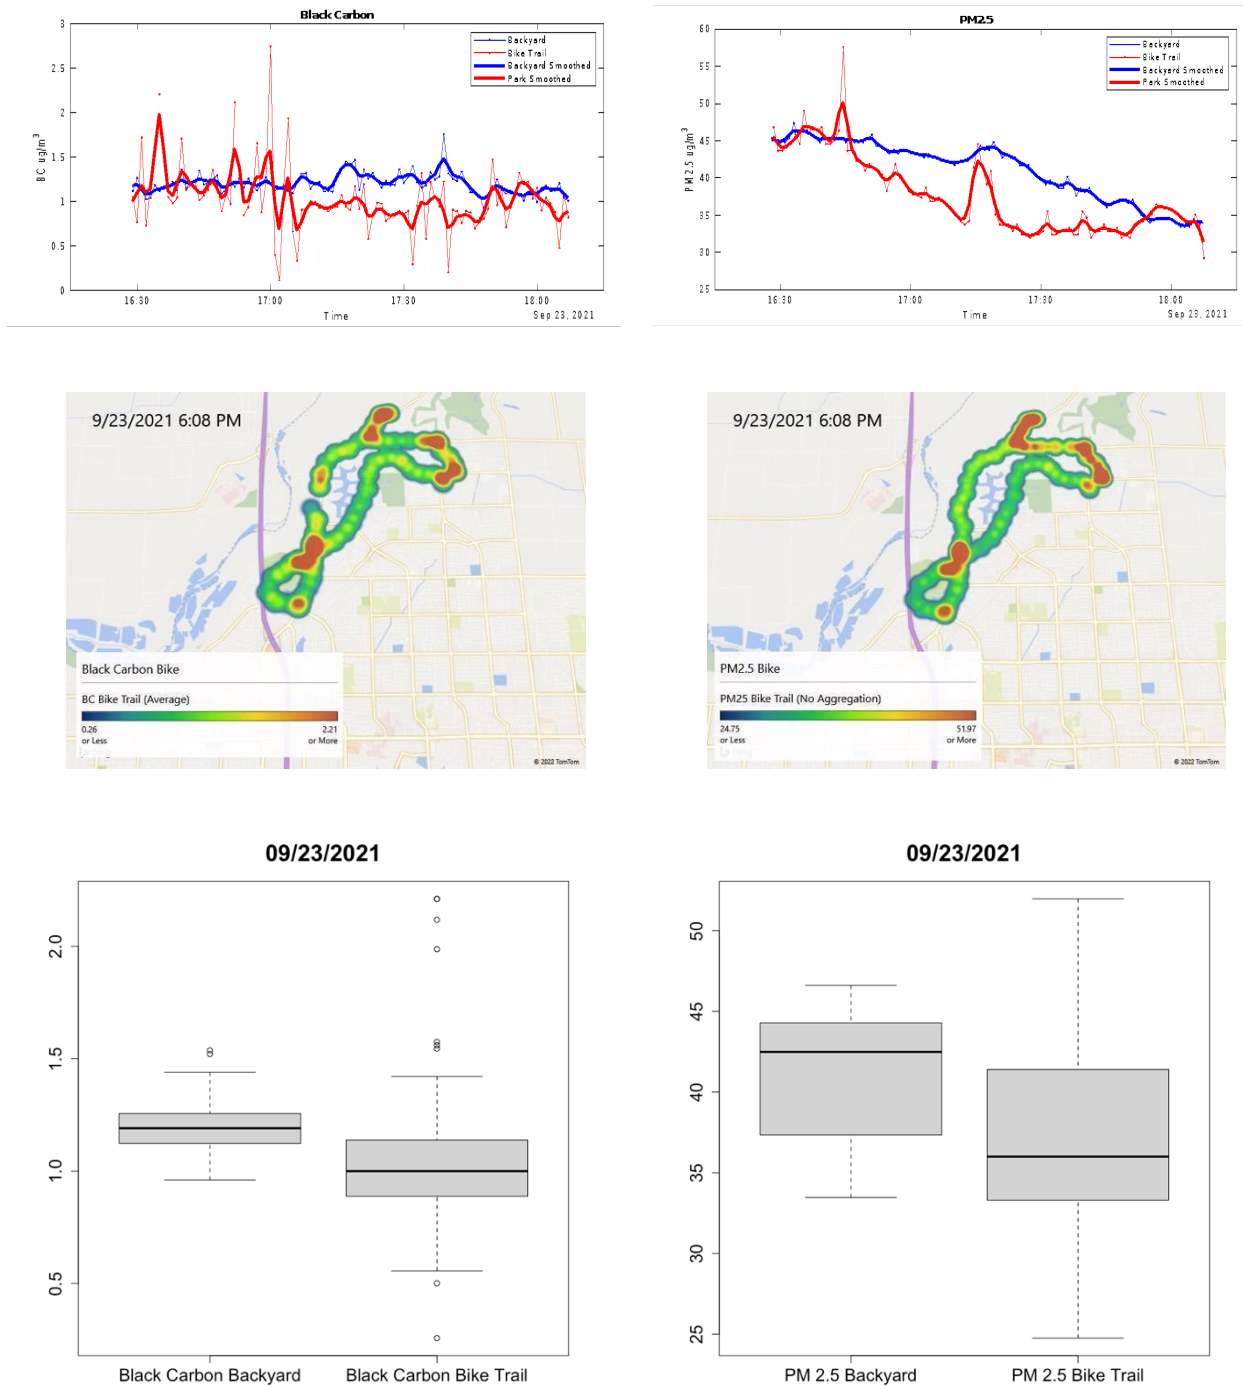 Black Carbon
3
2.5
2
1.5
1
0.5
0
BC ug/m³
16:30 17:00 17:30 18:00
Time
Sep 23, 2021
Backyard
Bike Trail
Backyard Smoothed
Park Smoothed
PM2.5
60
55
50
45
40
35
30
25
PM2.5 ug/m³
16:30 17:00 17:30 18:00
Time
Sep 23, 2021
Backyard
Bike Trail
Backyard Smoothed
Park Smoothed
9/23/2021 6:08 PM
Black Carbon Bike
BC Bike Trail (Average)
0.26 2.21
or Less or More
© 2022 TomTom
9/23/2021 6:08 PM
PM2.5 Bike
PM25 Bike Trail (No Aggregation)
24.75 51.97
or Less or More
© 2022 TomTom
09/23/2021
2.0
1.5
1.0
0.5
Black Carbon Backyard Black Carbon Bike Trail
09/23/2021
50
45
40
35
30
25
PM 2.5 Backyard PM 2.5 Bike Trail